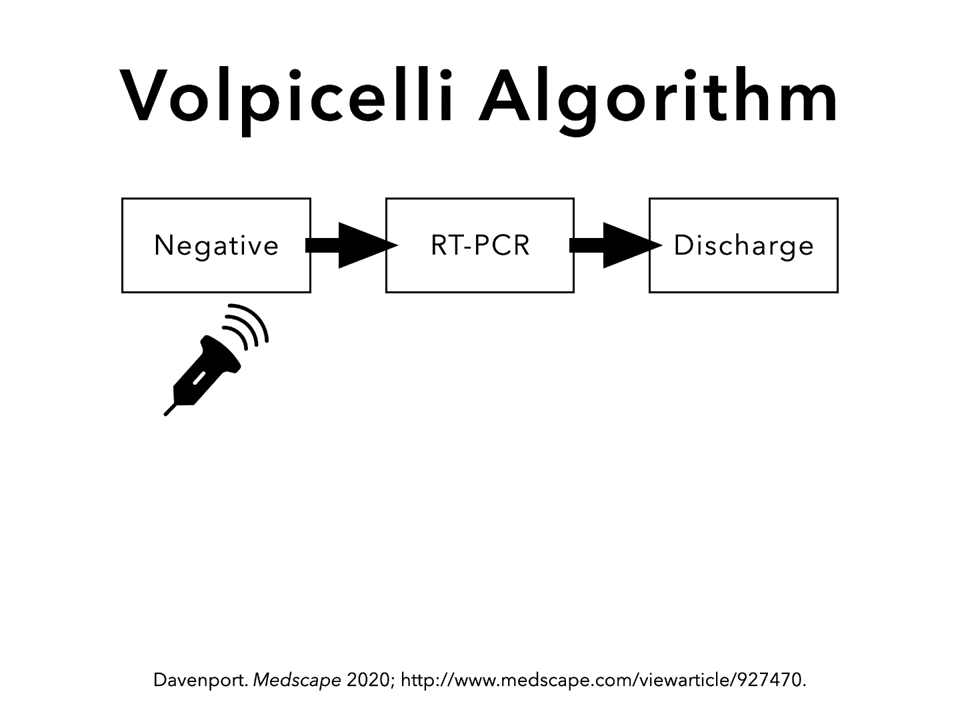 Volpicelli Algorithm
Negative
RT-PCR
Discharge
Davenport. Medscape 2020; http://www.medscape.com/viewarticle/927470.